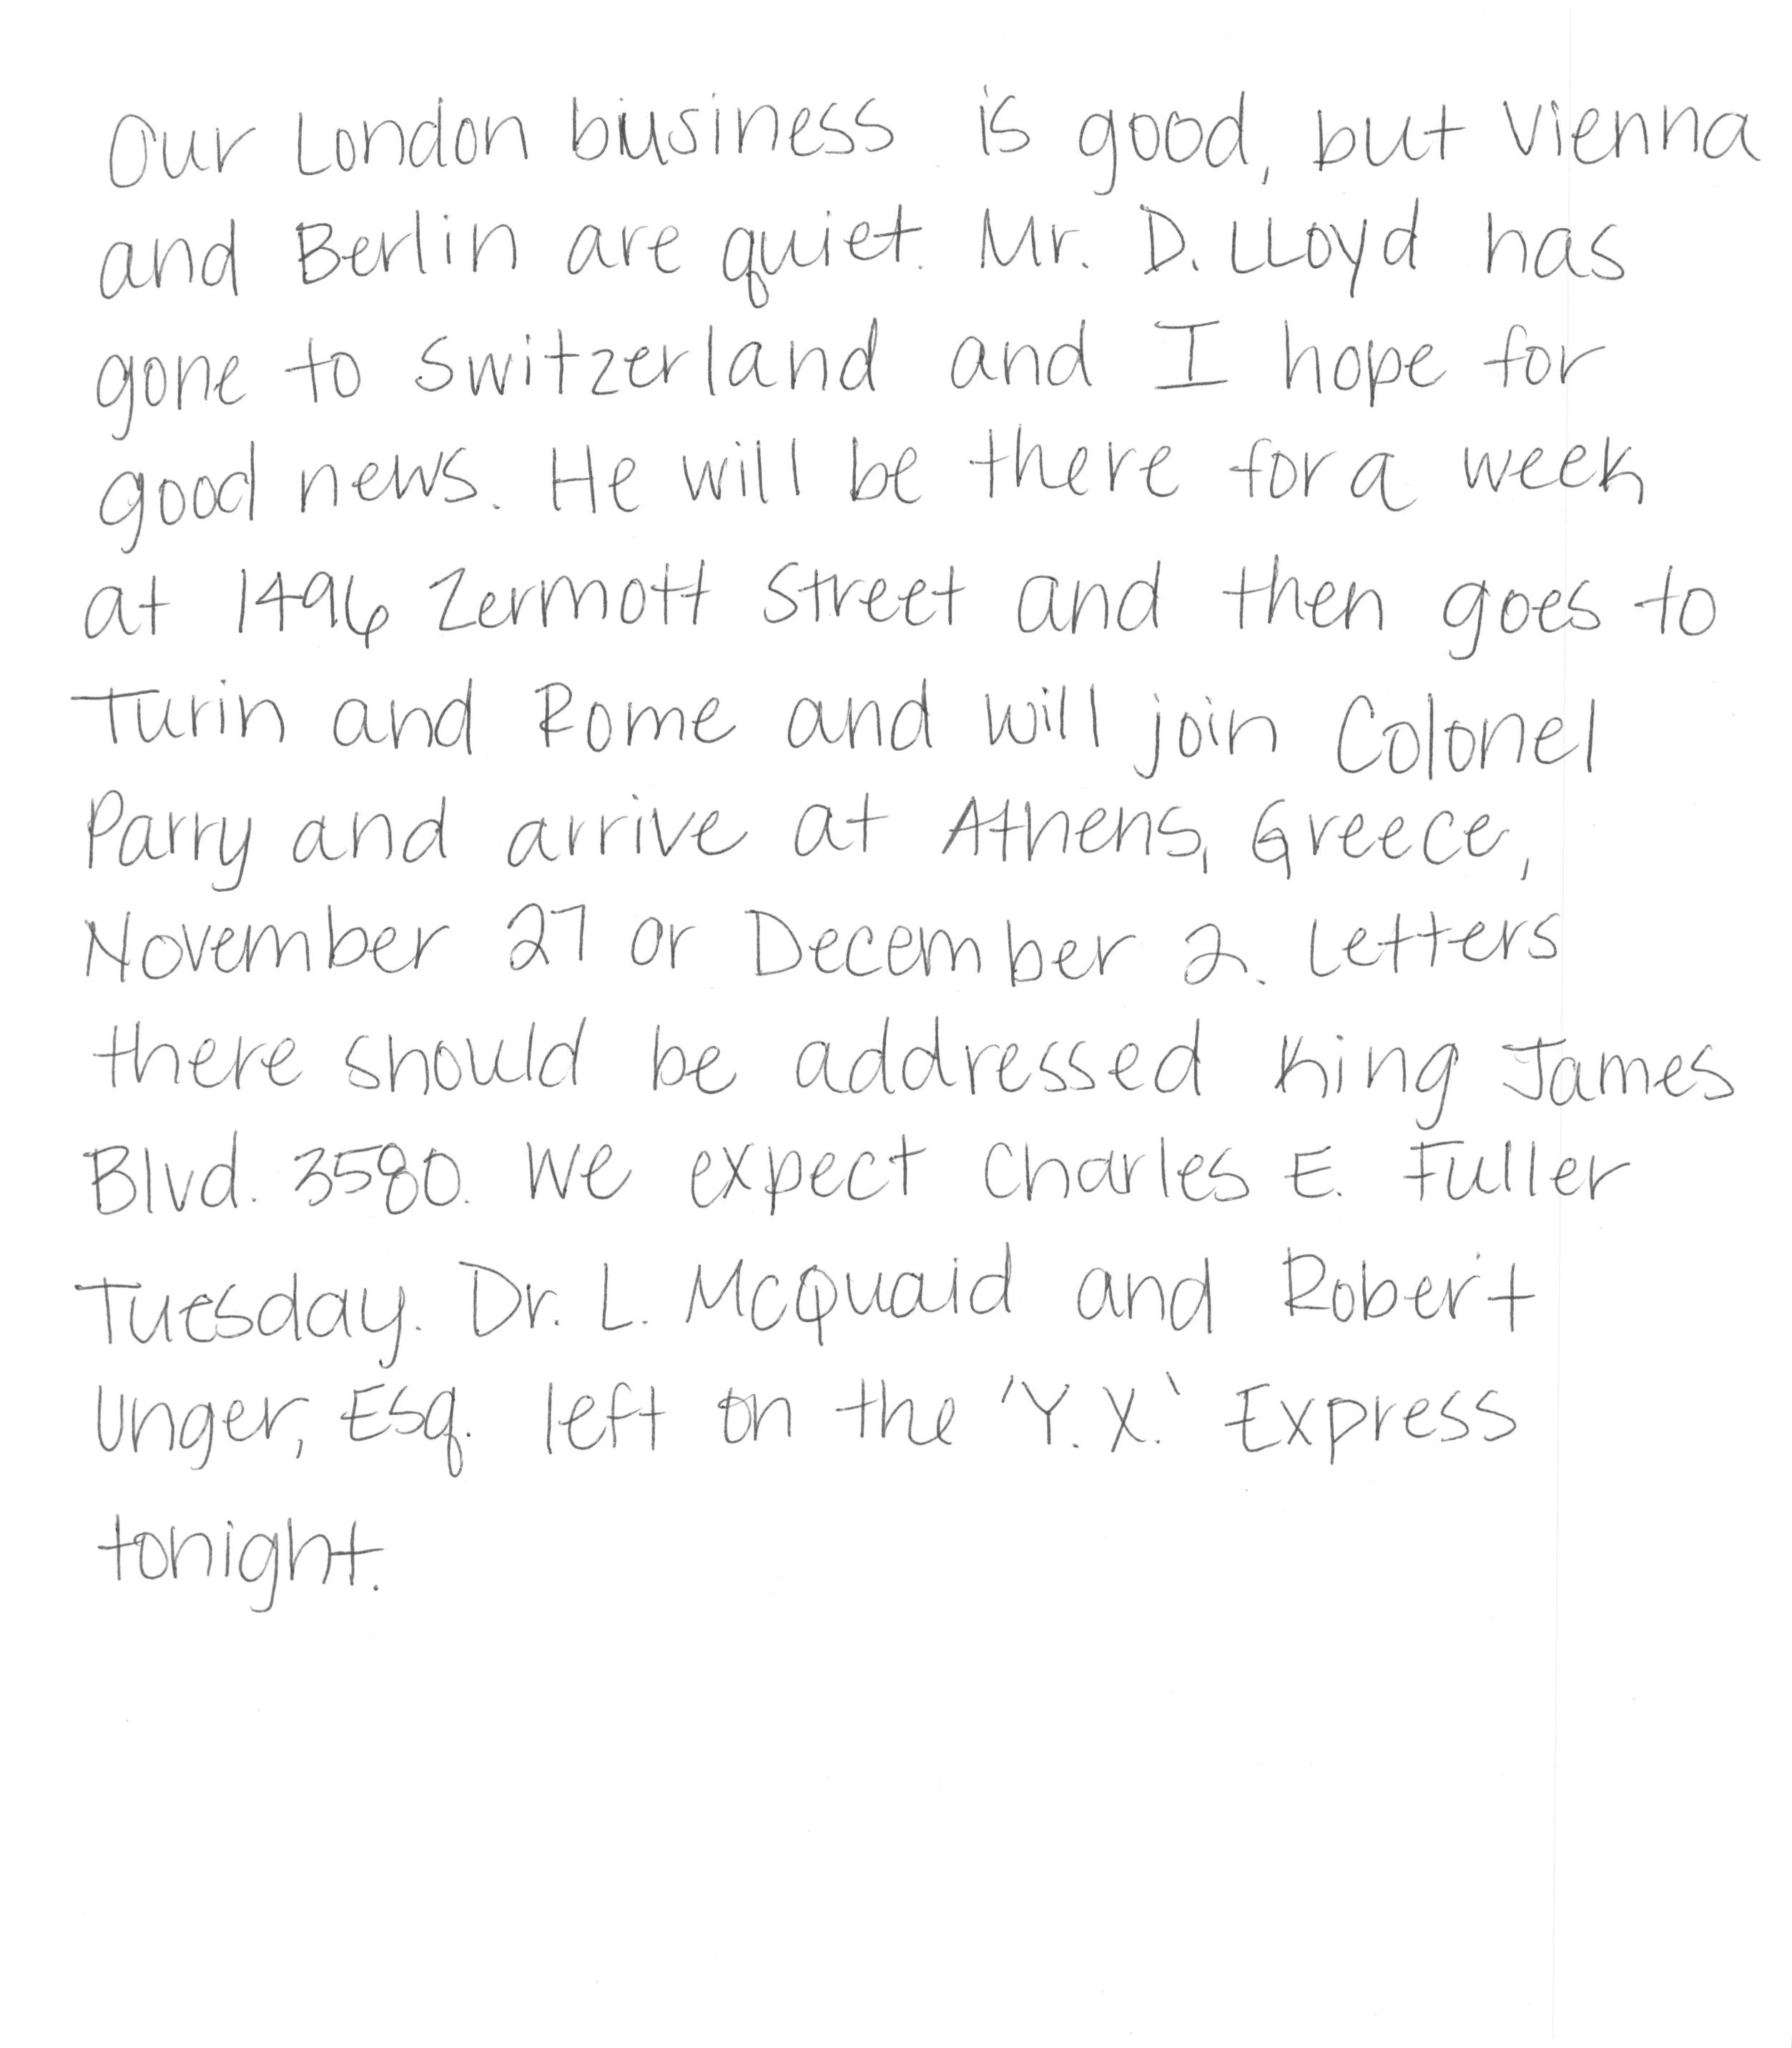 Our London business is good, but Vienna
and Berlin are quiet. Mr. D. LLoyd has
gone to Switzerland and I hope for
good news. He will be there for a week
at 1496 Zermott Street and then goes to
Turin and Rome and will join Colonel
Parry and arrive at Athens, Greece,
November 27 or December 2. Letters
there should be addressed King James
Blvd. 3580. We expect Charles E. Fuller
Tuesday. Dr. L. McQuaid and Robert
Unger, Esq. left on the 'Y.X.' Express
tonight.